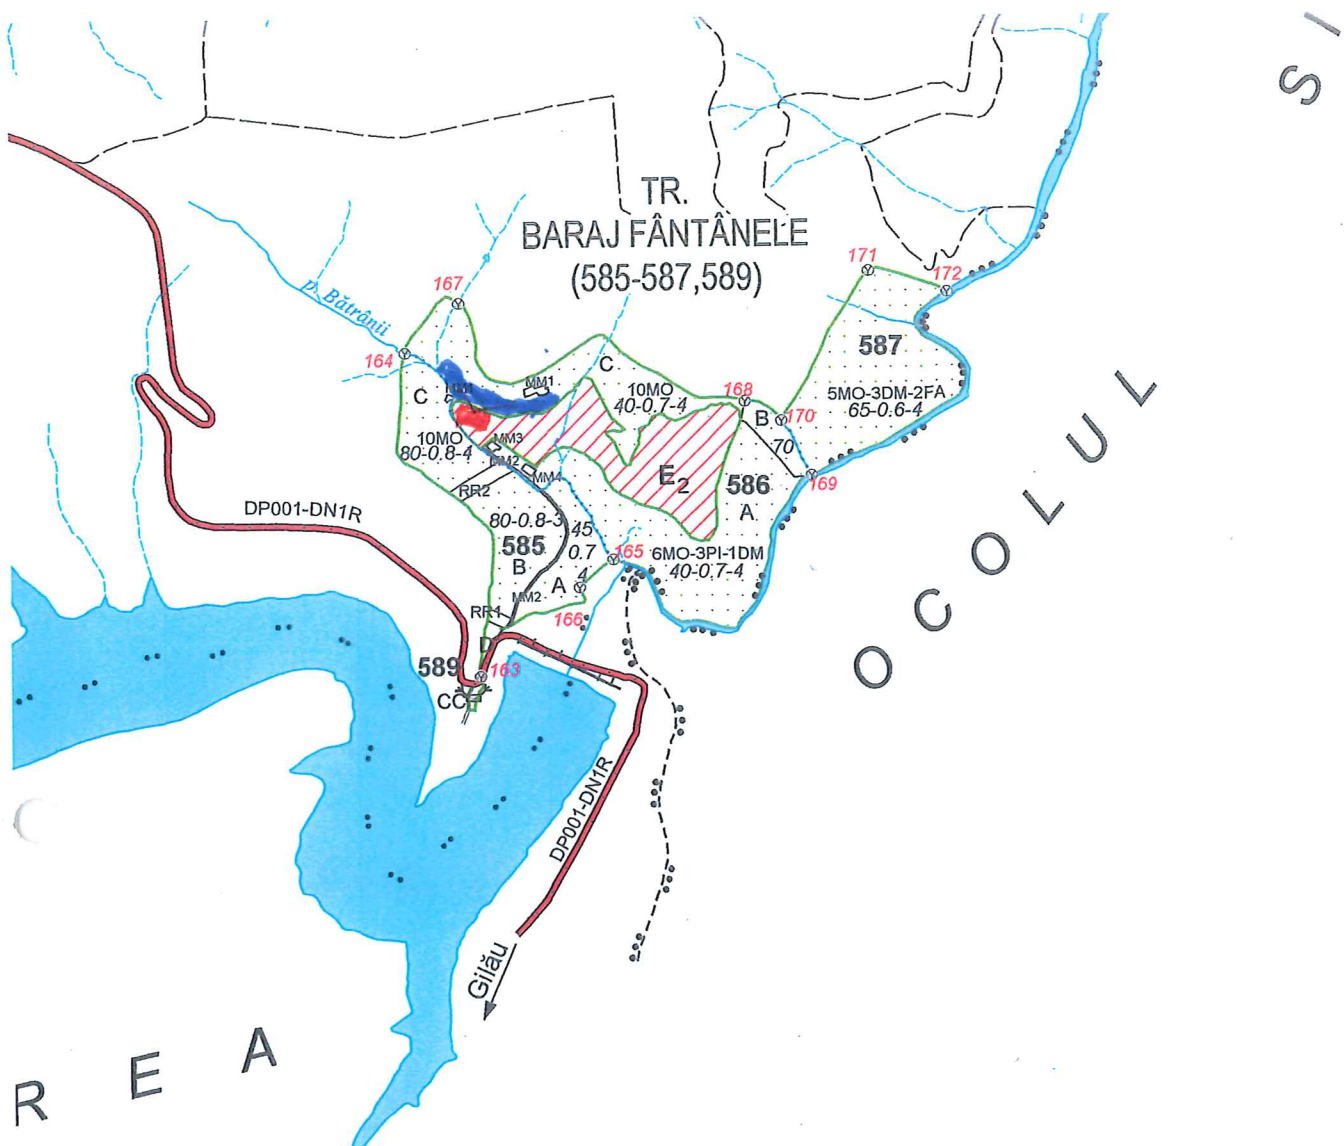 S I
TR.
BARAJ FÂNTÂNELE
(585-587,589)
171
172
167
p. Bătrânii
164
587
C
C
MM1
MM1
10MO
40-0.7-4
168
5MO-3DM-2FA
65-0.6-4
B
170
70
10MO
80-0.8-4
MM3
MM2
MM4
E2
586
A
169
RR2
DP001-DN1R
80-0.8-3
585
B
45
0.7
4
A
165
6MO-3PI-1DM
40-0.7-4
MM2
RR1
166
D
589
163
CC
OCOLUL
DP001-DN1R
Gilău
R E A